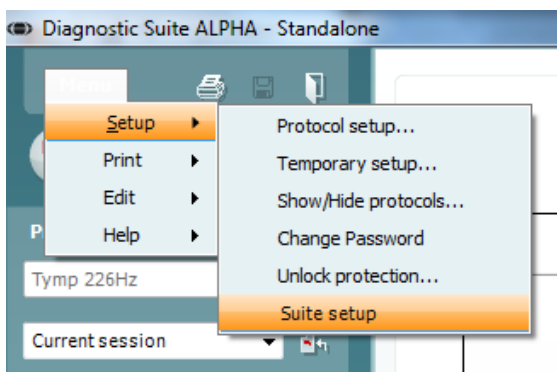 Diagnostic Suite ALPHA - Standalone
Menu
Setup
Print
Edit
Help
Protocol setup...
Temporary setup...
Show/Hide protocols...
Change Password
Unlock protection...
Suite setup
P
Tymp 226Hz
Current session